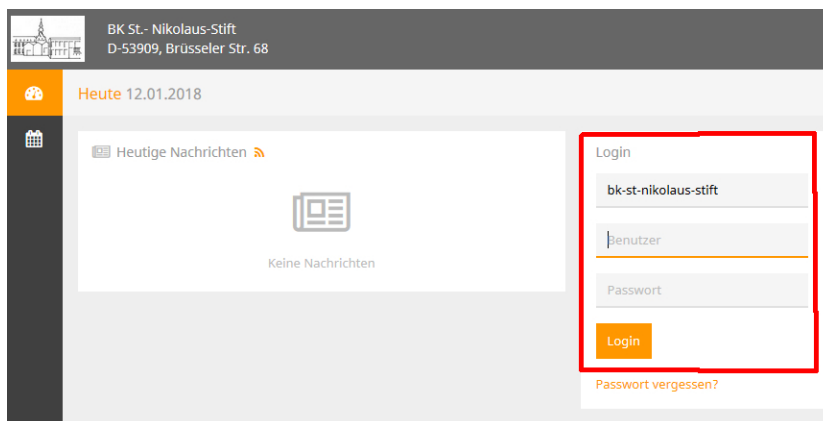 BK St.- Nikolaus-Stift
D-53909, Brüsseler Str. 68
Heute 12.01.2018
Heutige Nachrichten
Keine Nachrichten
Login
bk-st-nikolaus-stift
Benutzer
Passwort
Login
Passwort vergessen?